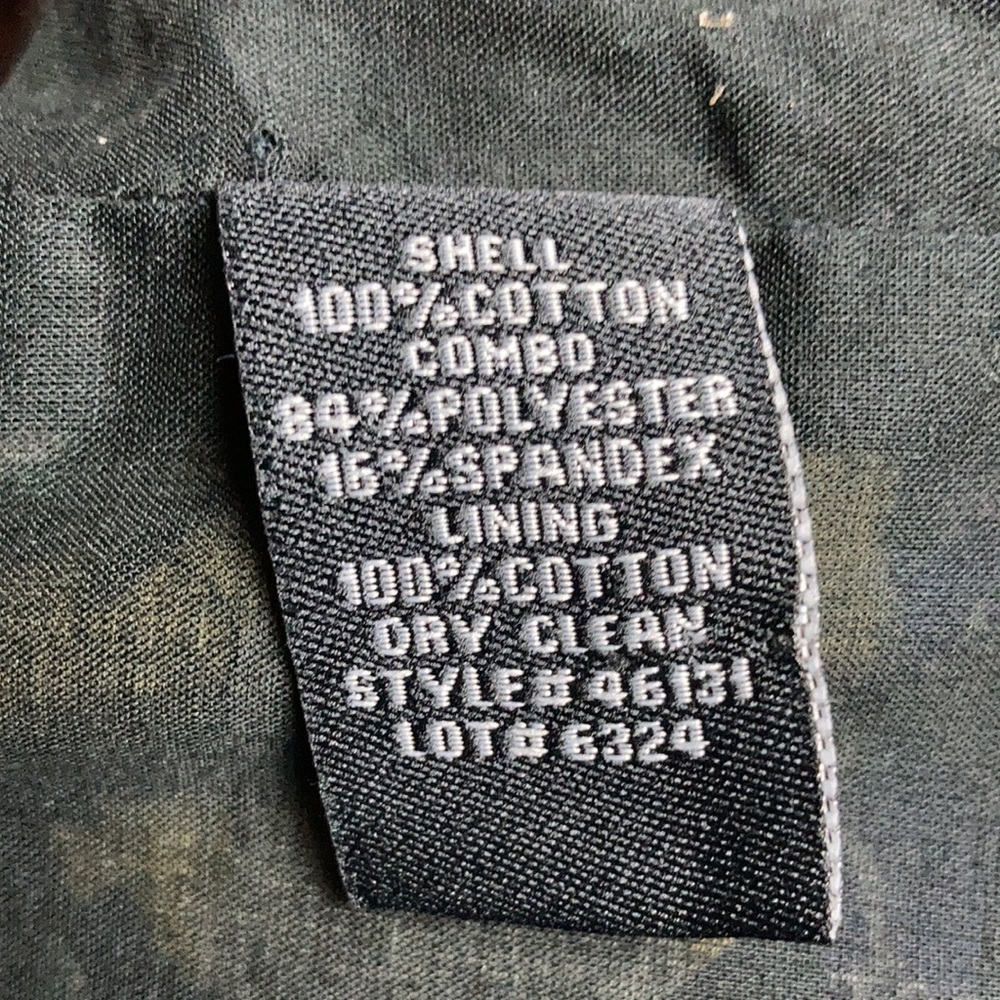 SHELL
100%COTTON
COMBO
84%POLYESTER
16%SPANDEX
LINING
100%COTTON
DRY CLEAN
STYLE#46131
LOT#6324